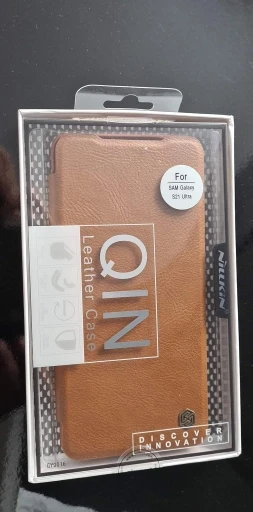 For
SAM Galaxy
S21 Ultra
NILLKIN
QIN
Leather Case
DISCOVER
INNOVATION